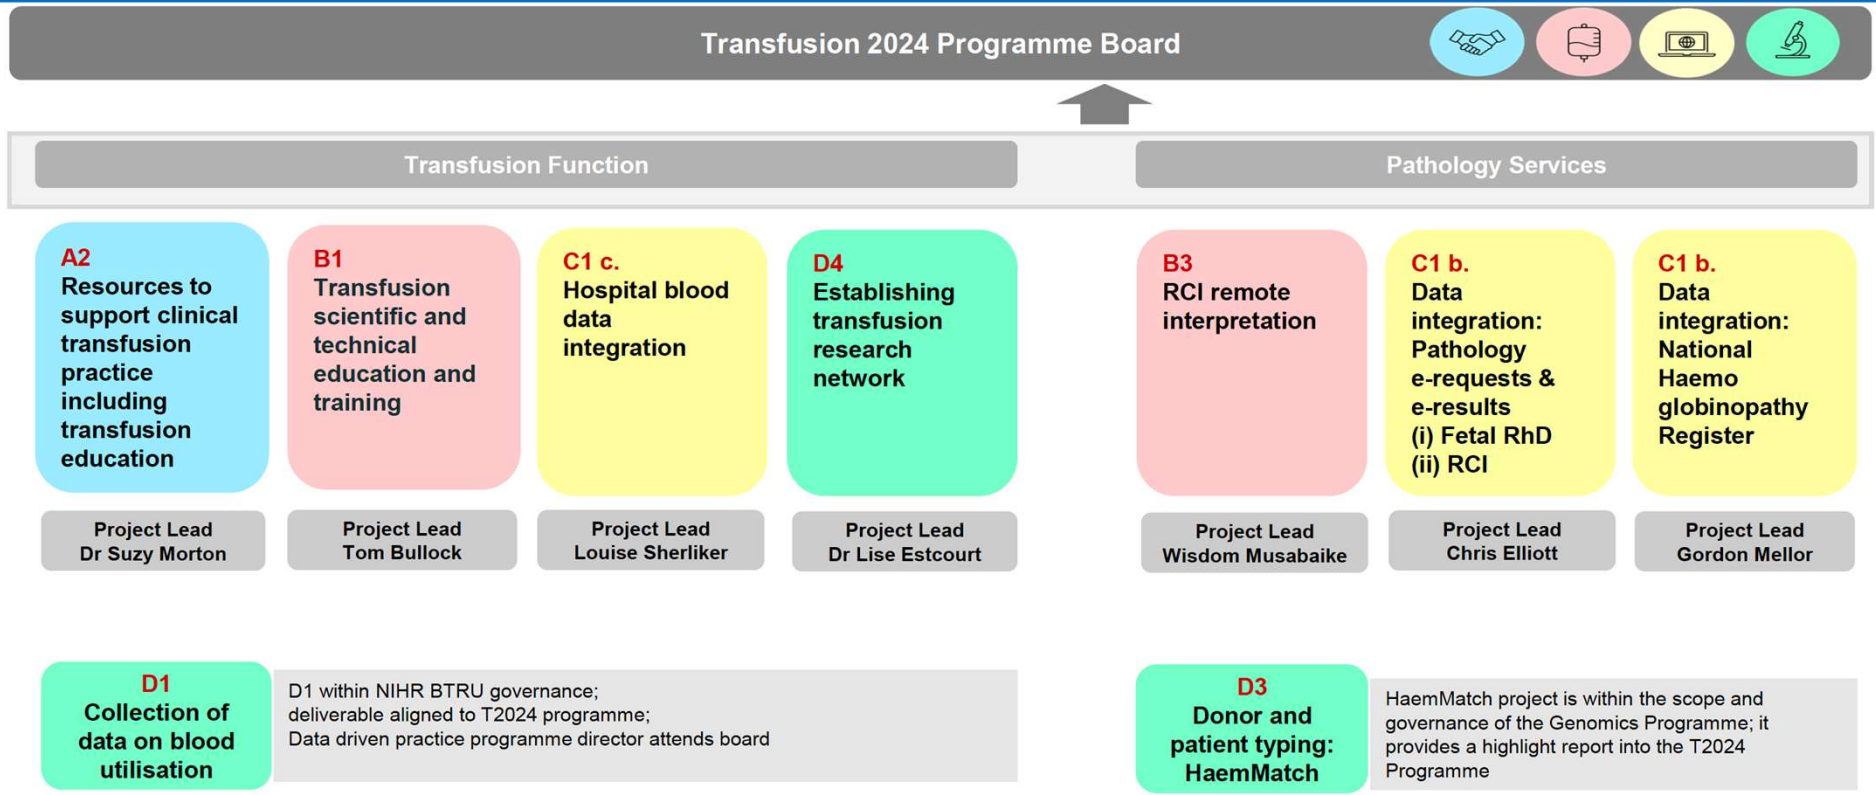 Transfusion 2024 Programme Board
Transfusion Function
Pathology Services
A2
Resources to
support clinical
transfusion
practice
including
transfusion
education
B1
Transfusion
scientific and
technical
education and
training
C1 c.
Hospital blood
data
integration
D4
Establishing
transfusion
research
network
B3
RCI remote
interpretation
C1 b.
Data
integration:
Pathology
e-requests &
e-results
(i) Fetal RhD
(ii) RCI
C1 b.
Data
integration:
National
Haemo
globinopathy
Register
Project Lead
Dr Suzy Morton
Project Lead
Tom Bullock
Project Lead
Louise Sherliker
Project Lead
Dr Lise Estcourt
Project Lead
Wisdom Musabaike
Project Lead
Chris Elliott
Project Lead
Gordon Mellor
D1
Collection of
data on blood
utilisation
D1 within NIHR BTRU governance;
deliverable aligned to T2024 programme;
Data driven practice programme director attends board
D3
Donor and
patient typing:
HaemMatch
HaemMatch project is within the scope and
governance of the Genomics Programme; it
provides a highlight report into the T2024
Programme